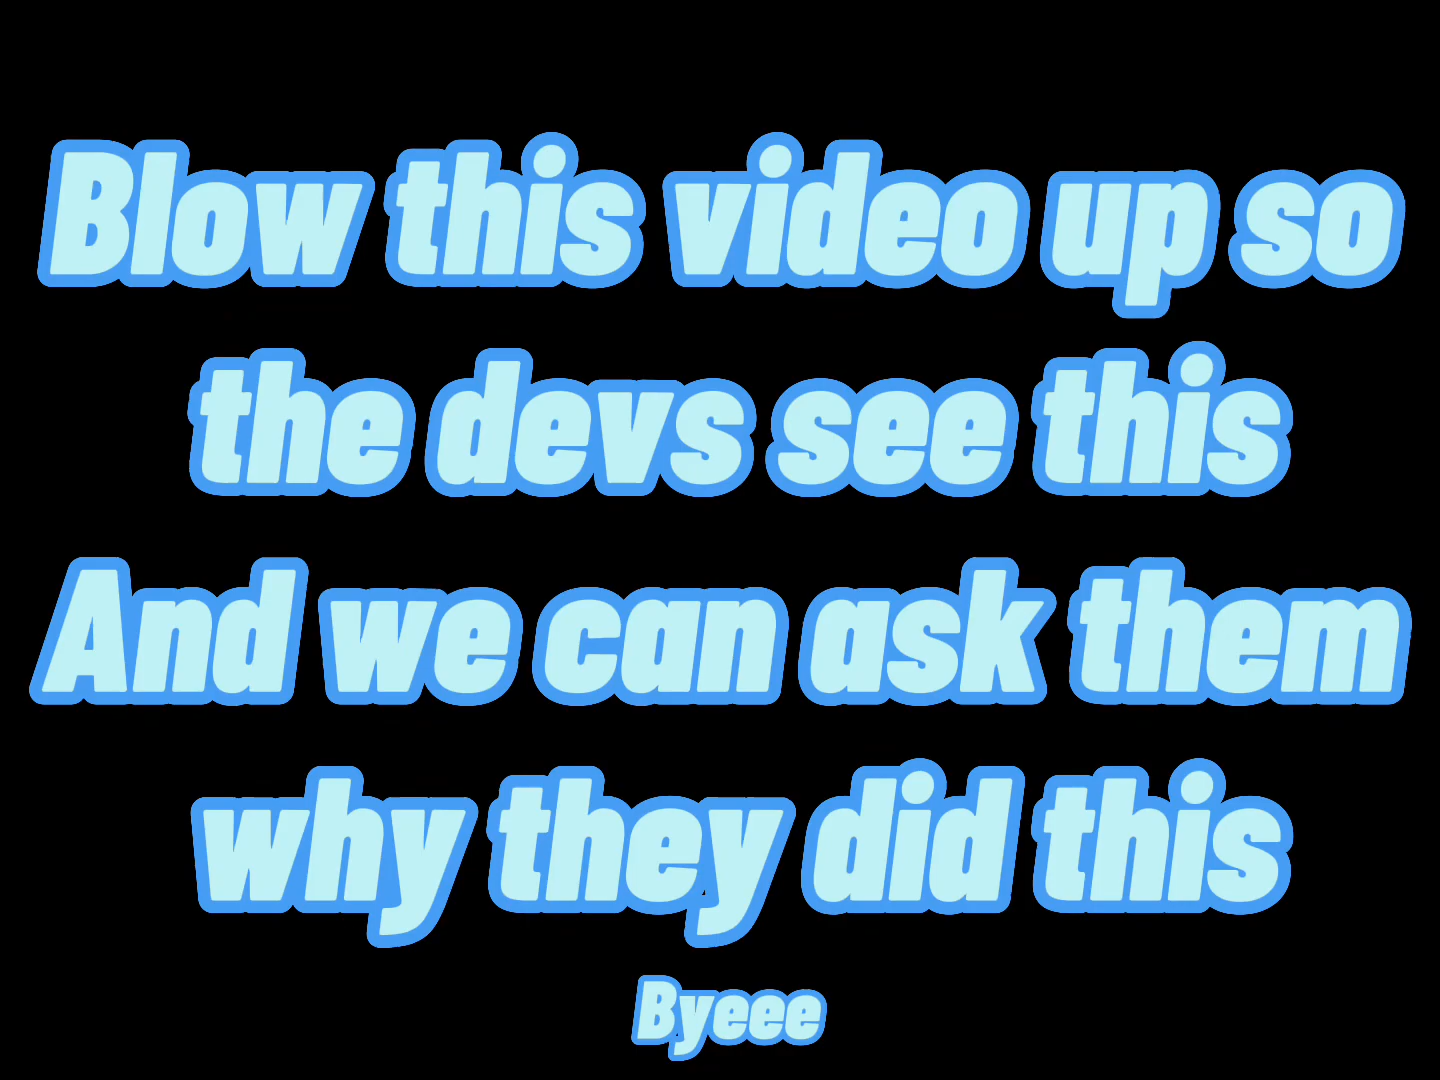 Blow this video up so
the devs see this
And we can ask them
why they did this
Byeee